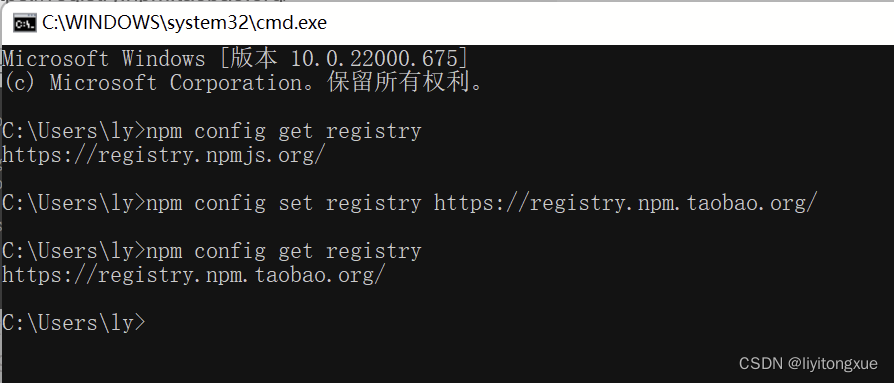 C:\WINDOWS\system32\cmd.exe
Microsoft Windows [版本 10.0.22000.675]
(c) Microsoft Corporation。保留所有权利。
C:\Users\ly>npm config get registry
https://registry.npmjs.org/
C:\Users\ly>npm config set registry https://registry.npm.taobao.org/
C:\Users\ly>npm config get registry
https://registry.npm.taobao.org/
C:\Users\ly>
CSDN @liyitongxue